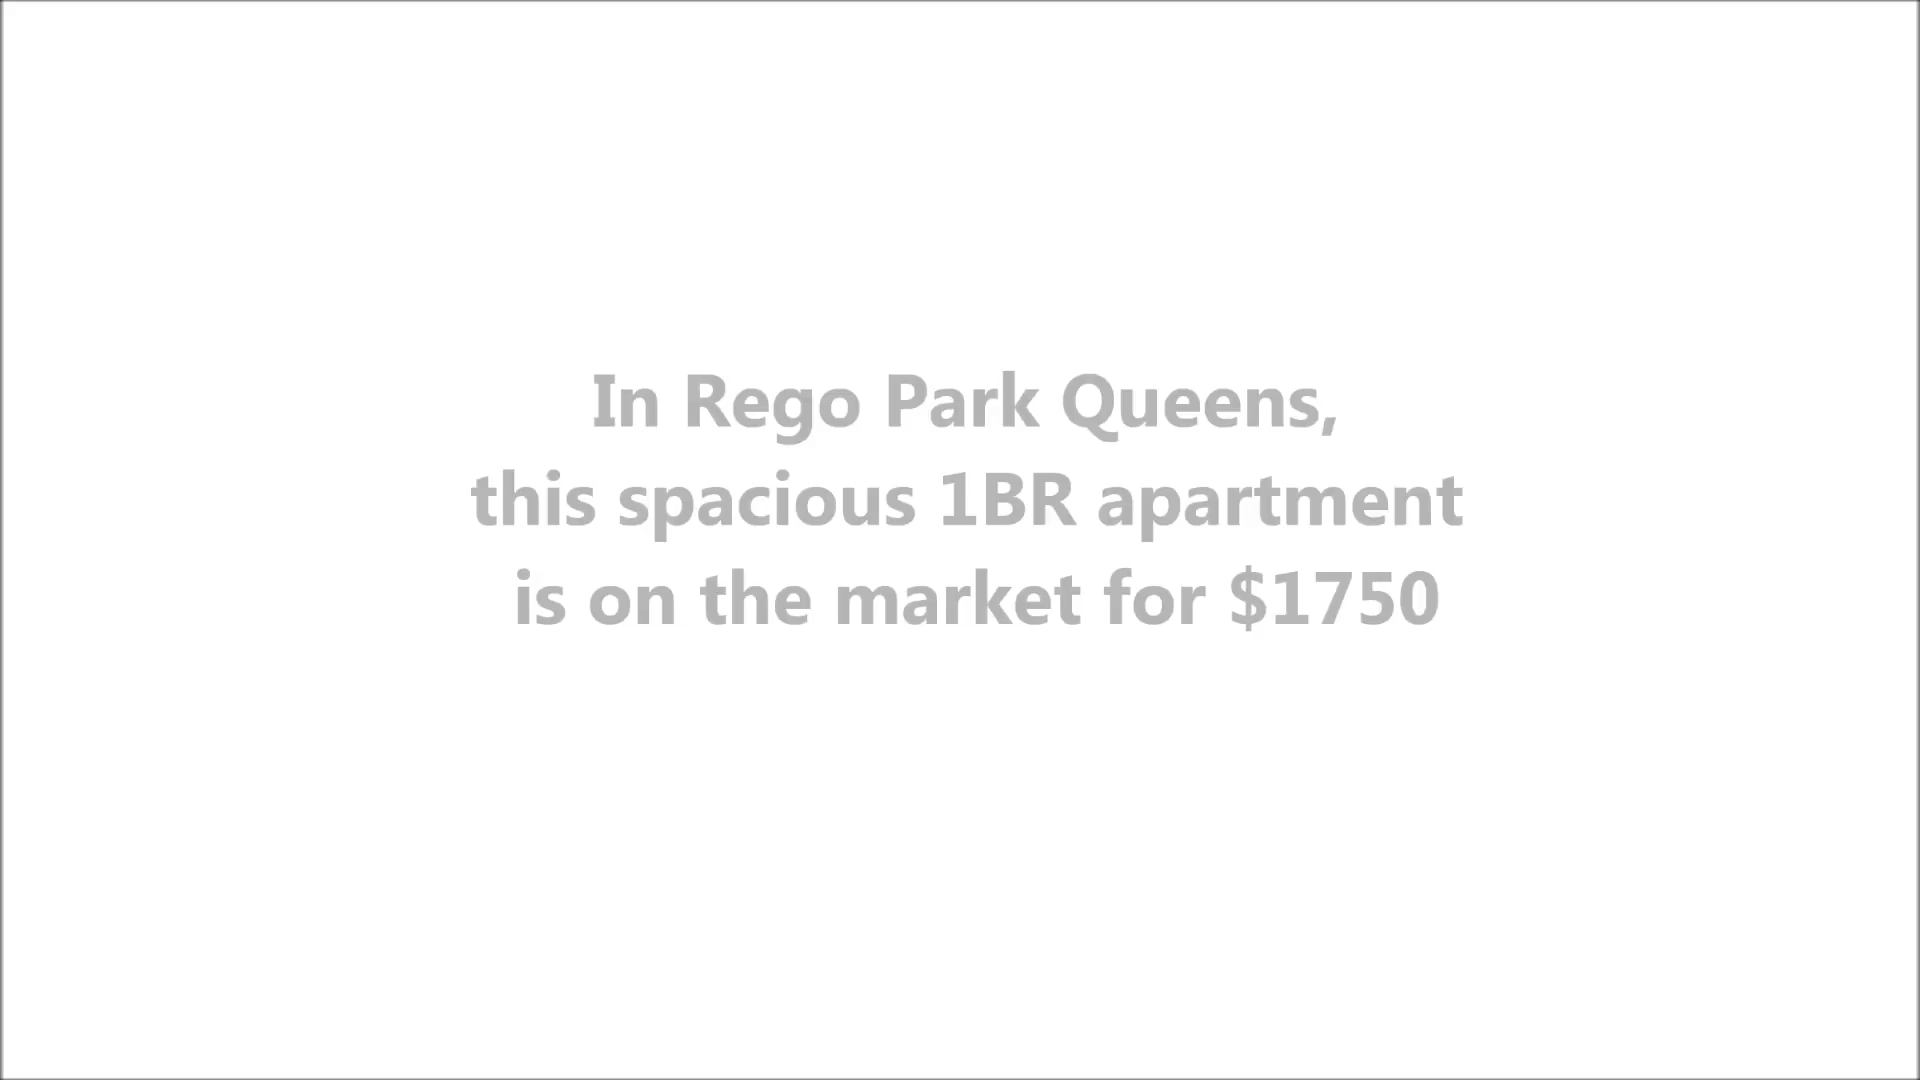 In Rego Park Queens,
this spacious 1BR apartment
is on the market for $1750